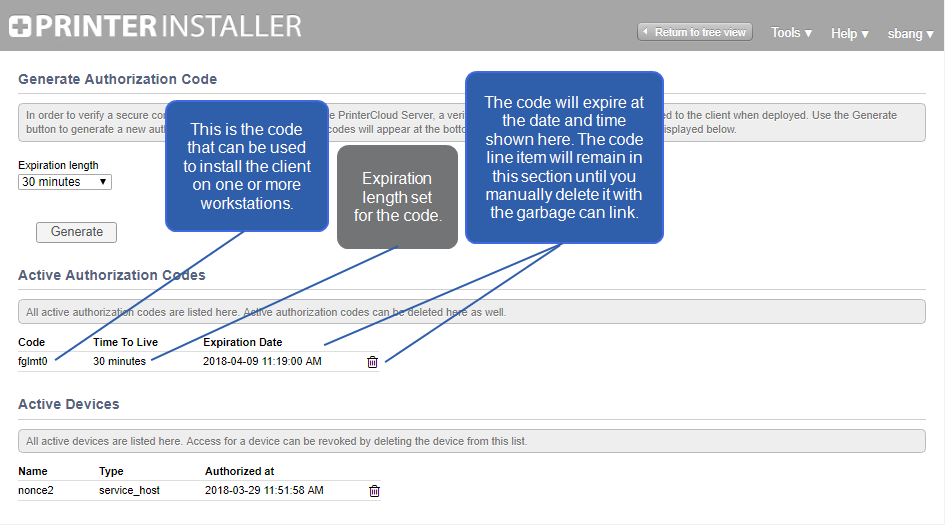 PRINTER INSTALLER
Return to tree view
Tools ▼
Help ▼
sbang ▼
Generate Authorization Code
In order to verify a secure co
e PrinterCloud Server, a veri
ed to the client when deployed. Use the Generate
button to generate a new auth
codes will appear at the botto
isplayed below.
This is the code
that can be used
to install the client
on one or more
workstations.
Expiration
length set
for the code.
The code will expire at
the date and time
shown here. The code
line item will remain in
this section until you
manually delete it with
the garbage can link.
Expiration length
30 minutes ▼
Generate
Active Authorization Codes
All active authorization codes are listed here. Active authorization codes can be deleted here as well.
Code Time To Live Expiration Date
fglmt0 30 minutes 2018-04-09 11:19:00 AM
Active Devices
All active devices are listed here. Access for a device can be revoked by deleting the device from this list.
Name Type Authorized at
nonce2 service_host 2018-03-29 11:51:58 AM